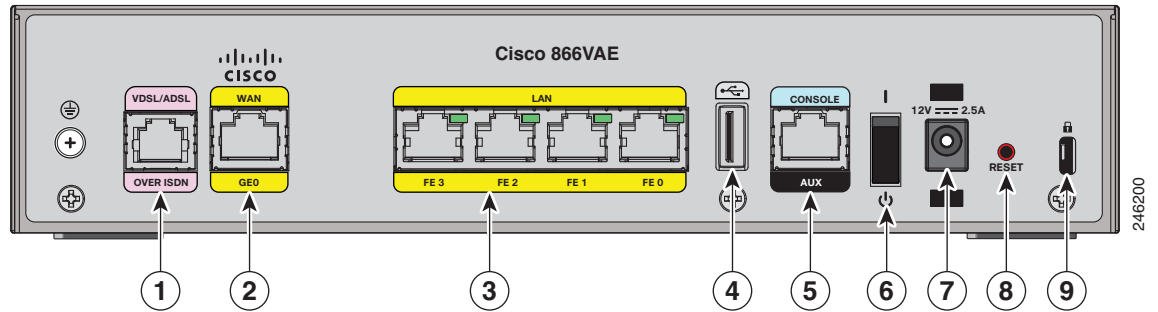 Cisco 866VAE
CISCO
VDSL/ADSL
WAN
LAN
CONSOLE
12V 2.5A
OVER ISDN
GE0
FE 3
FE 2
FE 1
FE 0
AUX
RESET
1
2
3
4
5
6
7
8
9
246200